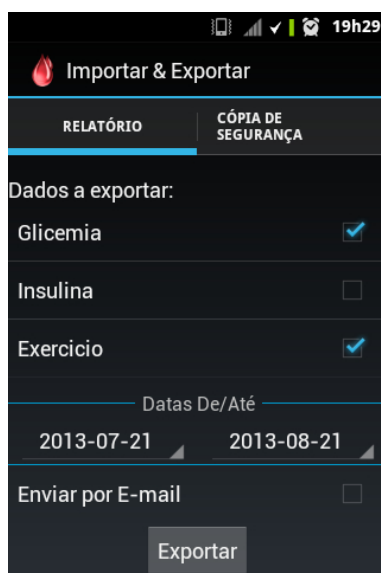 19h29
Importar & Exportar
RELATÓRIO
CÓPIA DE
SEGURANÇA
Dados a exportar:
Glicemia
Insulina
Exercicio
Datas De/Até
2013-07-21 2013-08-21
Enviar por E-mail
Exportar